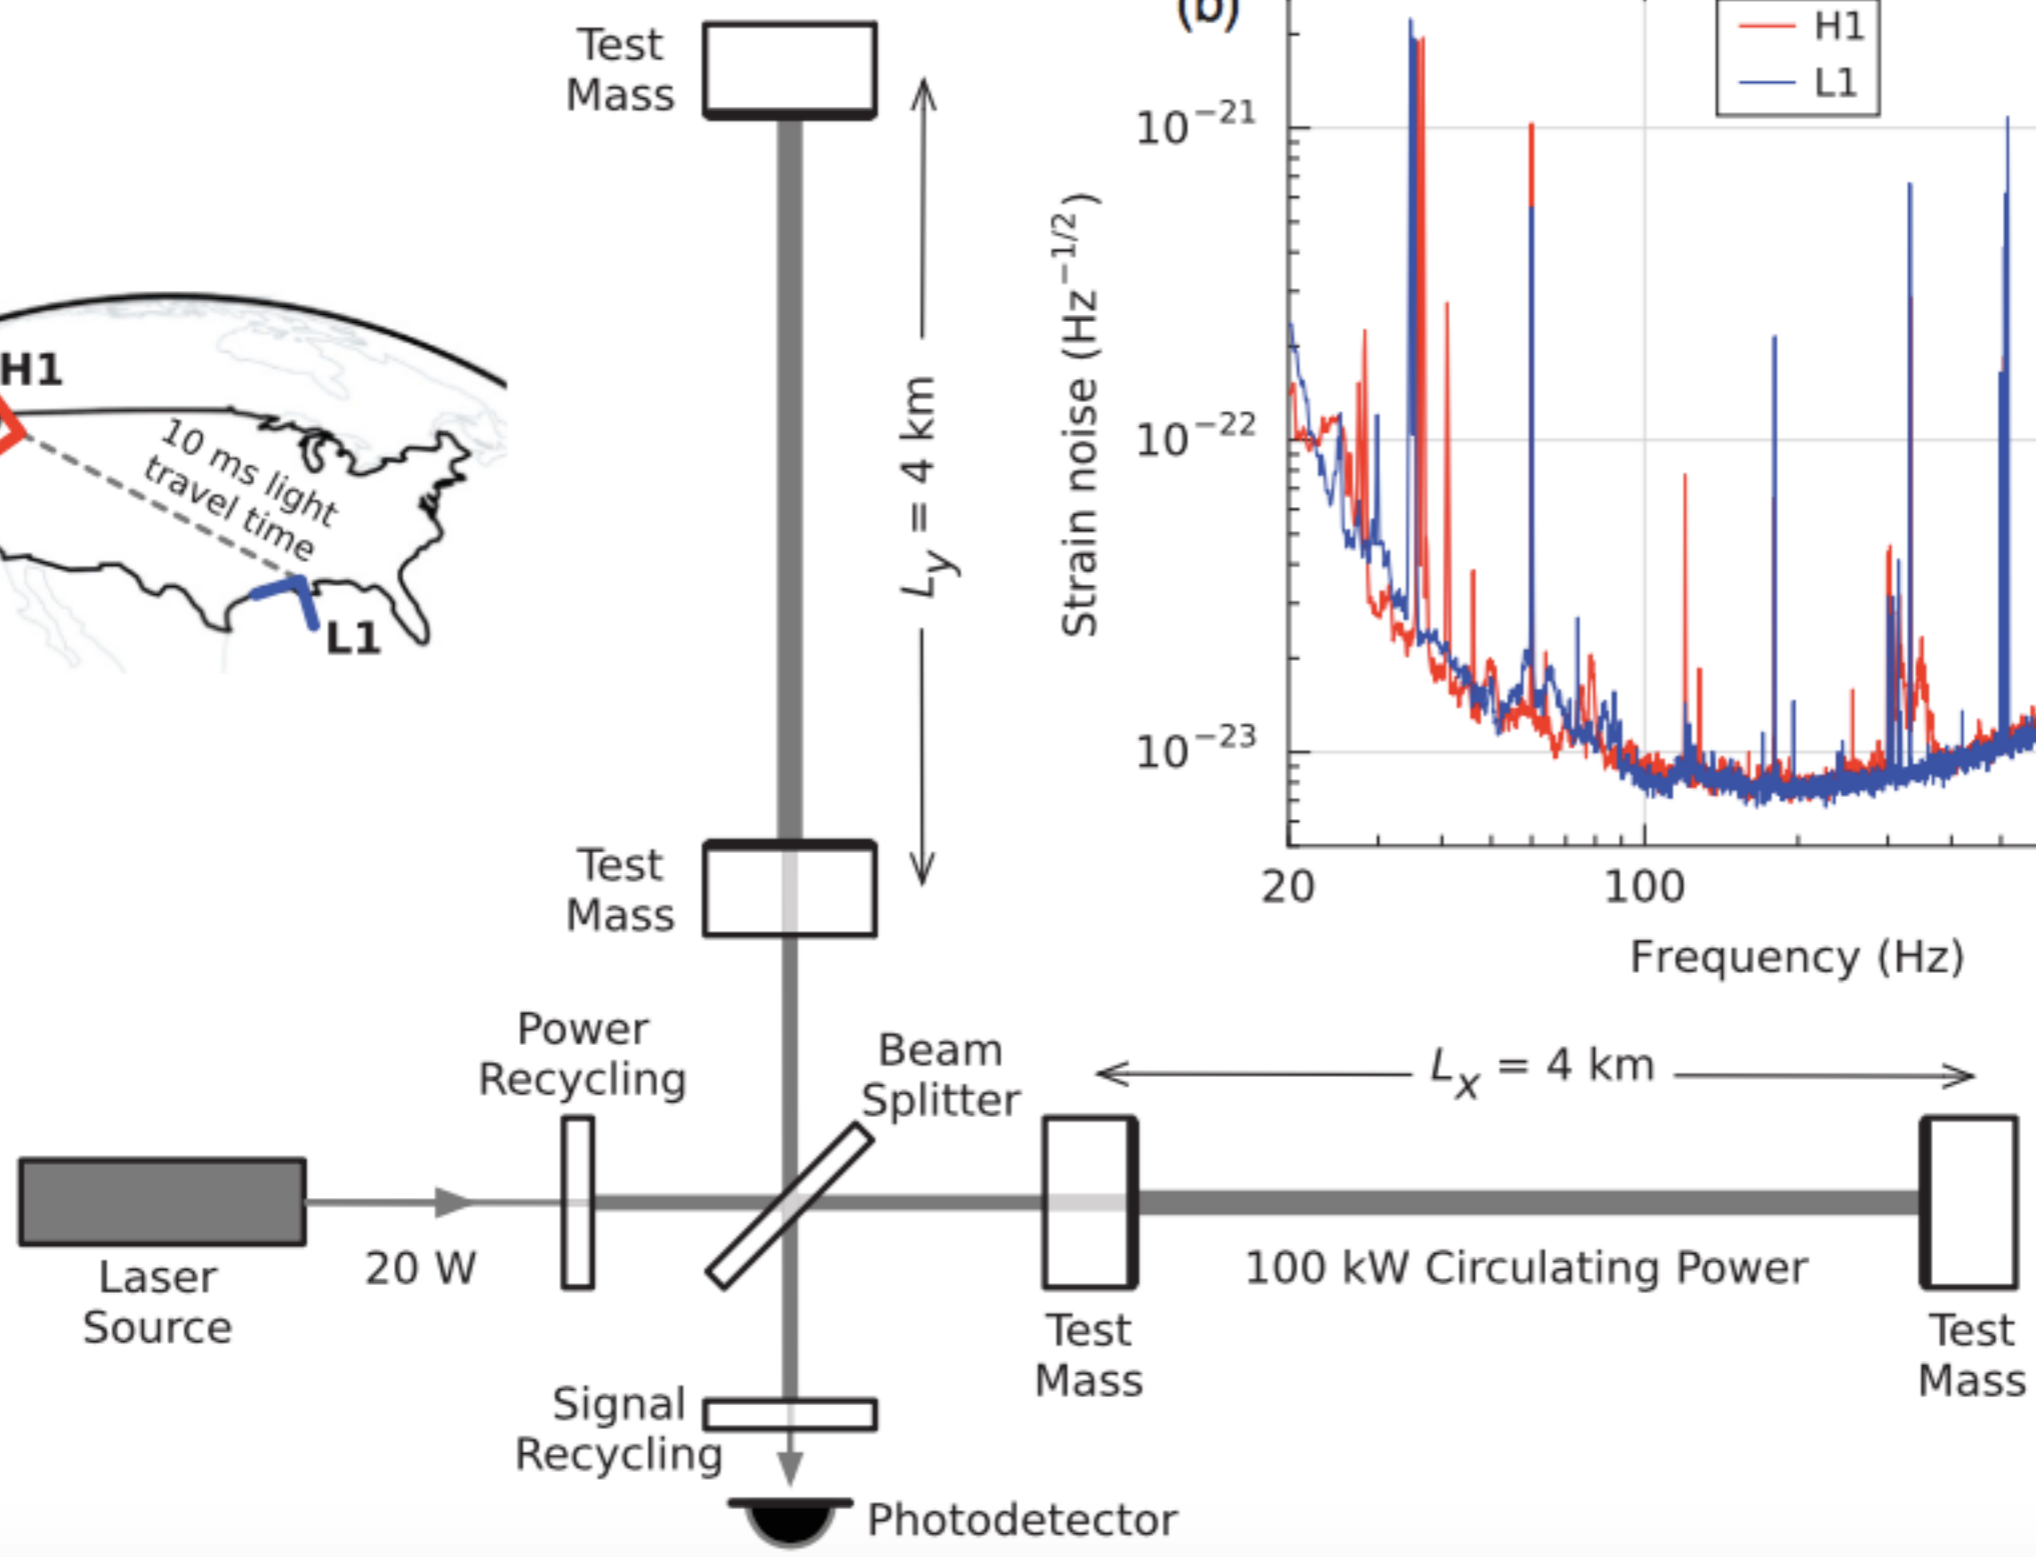 Test
Mass
H1
10 ms light
travel time
L1
L_y = 4 km
Test
Mass
(b)
H1
L1
Strain noise (Hz^−1/2)
10^−21
10^−22
10^−23
20
100
Frequency (Hz)
Power
Recycling
Beam
Splitter
L_x = 4 km
Laser
Source
20 W
100 kW Circulating Power
Test
Mass
Test
Mass
Signal
Recycling
Photodetector